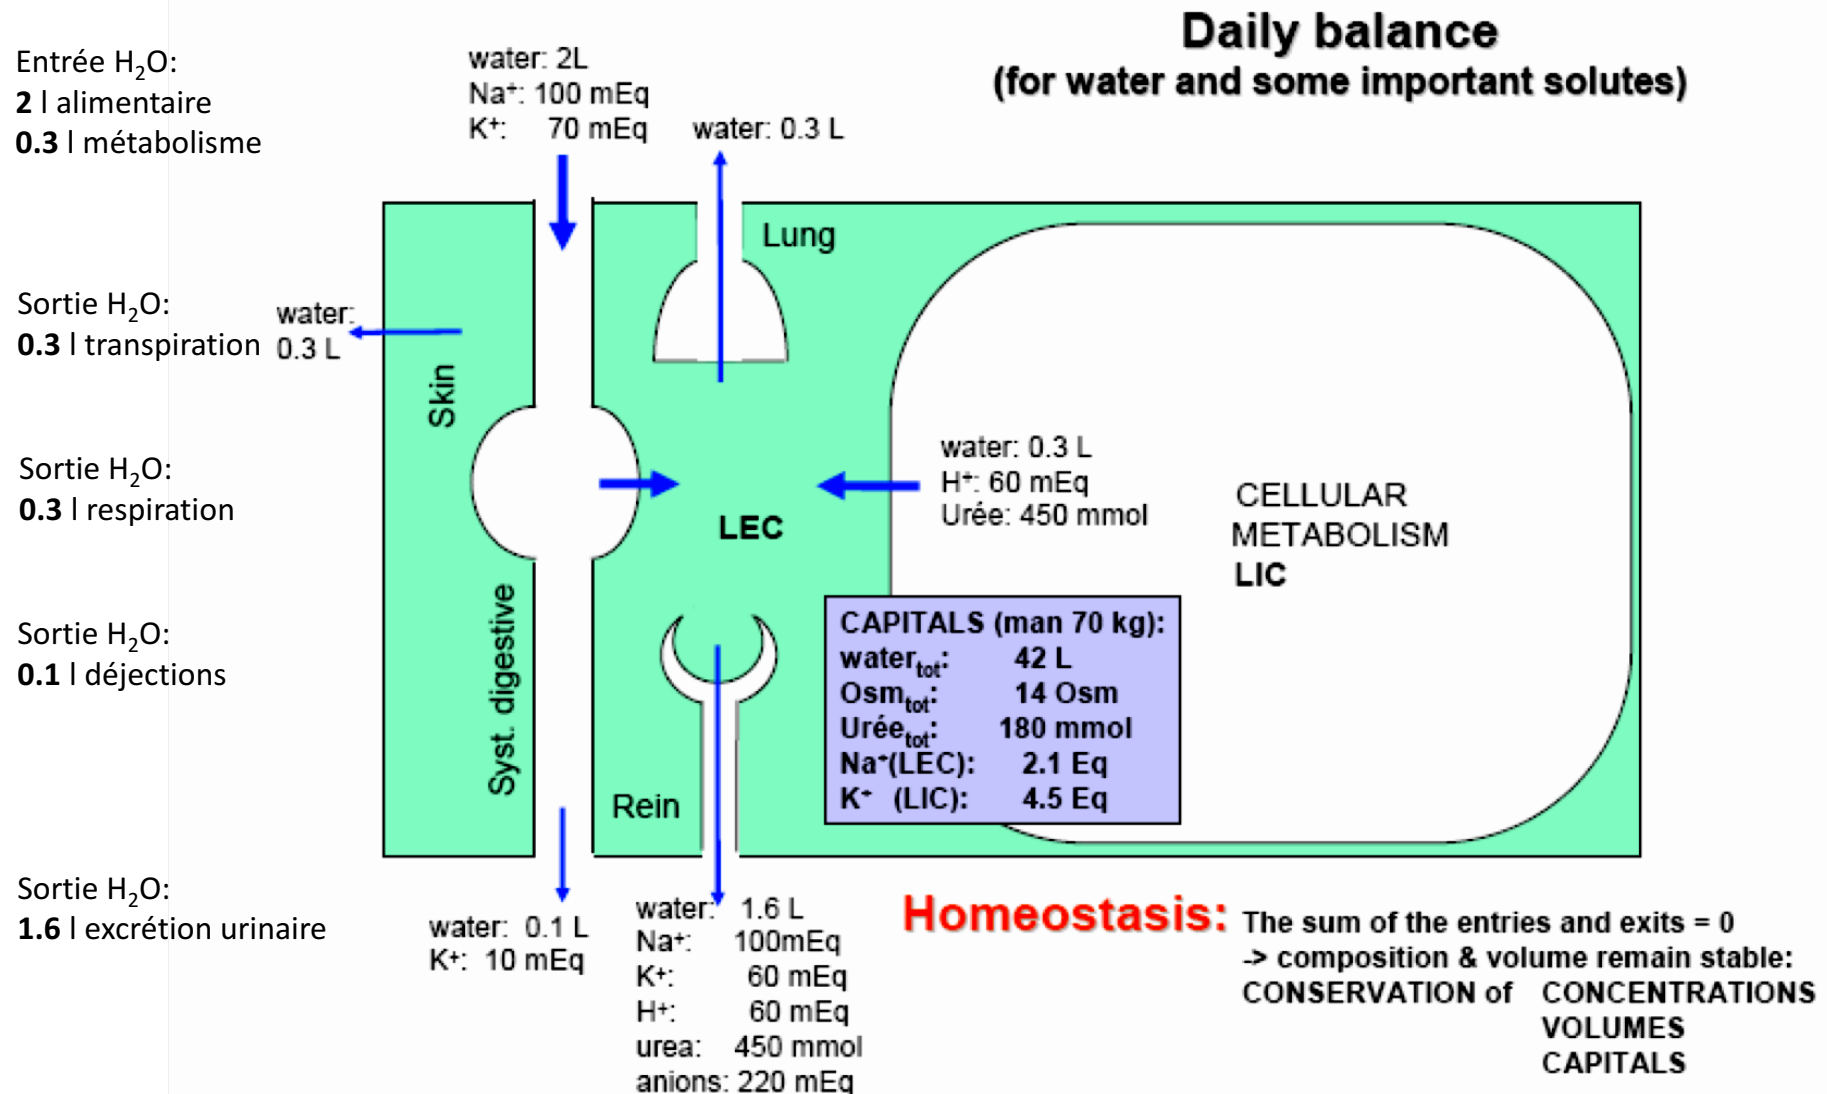 Daily balance
(for water and some important solutes)
Entrée H₂O:
2 l alimentaire
0.3 l métabolisme
water: 2L
Na⁺: 100 mEq
K⁺: 70 mEq
water: 0.3 L
Lung
Sortie H₂O:
0.3 l transpiration
water:
0.3 L
Skin
Sortie H₂O:
0.3 l respiration
water: 0.3 L
H⁺: 60 mEq
Urée: 450 mmol
LEC
CELLULAR
METABOLISM
LIC
Sortie H₂O:
0.1 l déjections
Syst. digestive
Rein
CAPITALS (man 70 kg):
water_tot: 42 L
Osm_tot: 14 Osm
Urée_tot: 180 mmol
Na⁺(LEC): 2.1 Eq
K⁺ (LIC): 4.5 Eq
Sortie H₂O:
1.6 l excrétion urinaire
water: 0.1 L
K⁺: 10 mEq
water: 1.6 L
Na⁺: 100mEq
K⁺: 60 mEq
H⁺: 60 mEq
urea: 450 mmol
anions: 220 mEq
Homeostasis: The sum of the entries and exits = 0
-> composition & volume remain stable:
CONSERVATION of CONCENTRATIONS
VOLUMES
CAPITALS